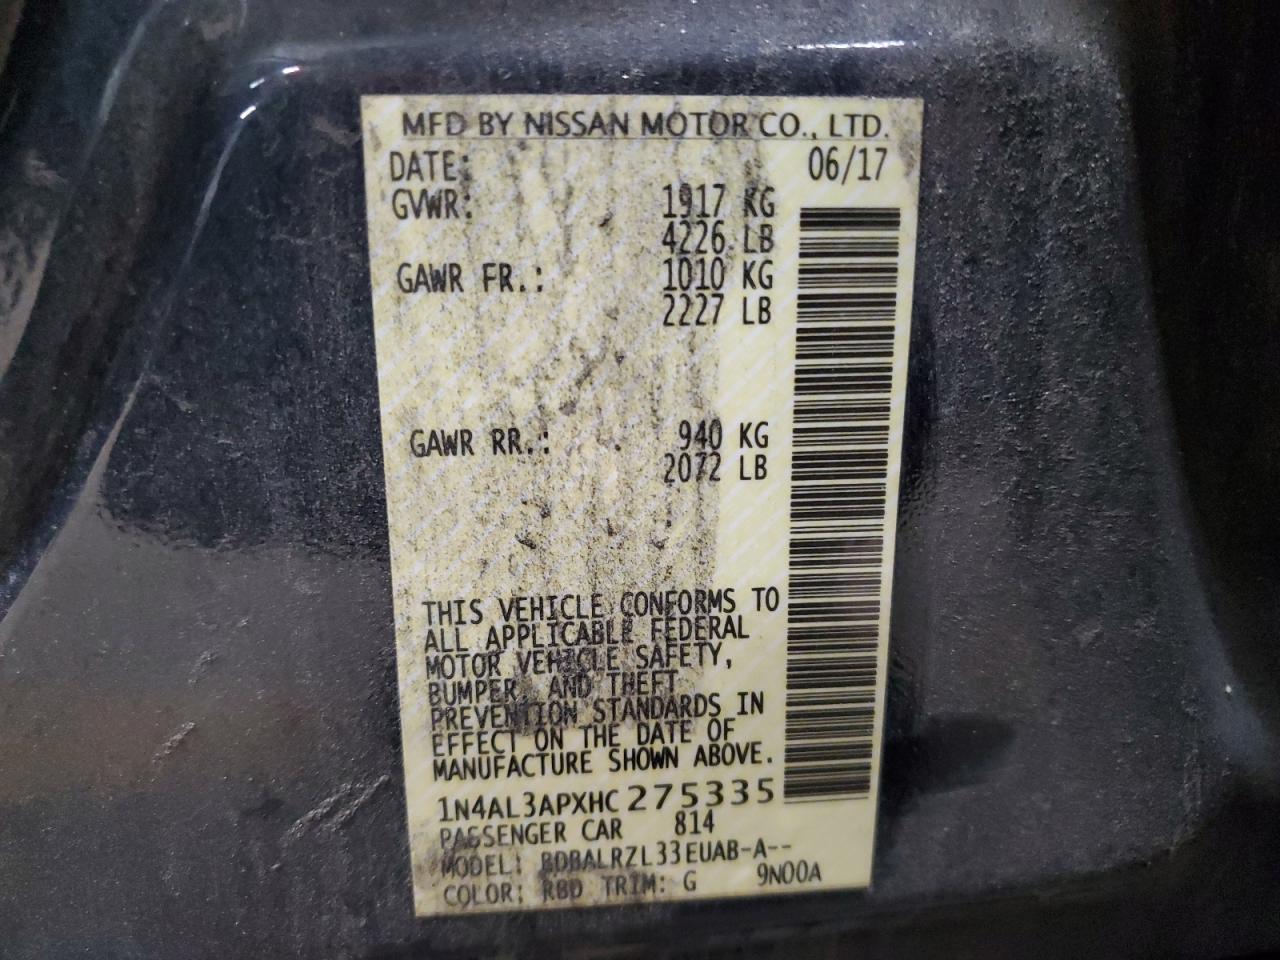 MFD BY NISSAN MOTOR CO., LTD.
DATE: 06/17
GVWR: 1917 KG
4226 LB
GAWR FR.: 1010 KG
2227 LB
GAWR RR.: 940 KG
2072 LB
THIS VEHICLE CONFORMS TO
ALL APPLICABLE FEDERAL
MOTOR VEHICLE SAFETY,
BUMPER, AND THEFT
PREVENTION STANDARDS IN
EFFECT ON THE DATE OF
MANUFACTURE SHOWN ABOVE.
1N4AL3APXHC275335
PASSENGER CAR 814
MODEL: BDBALRZL33EUAB-A--
COLOR: RBD TRIM: G 9N00A